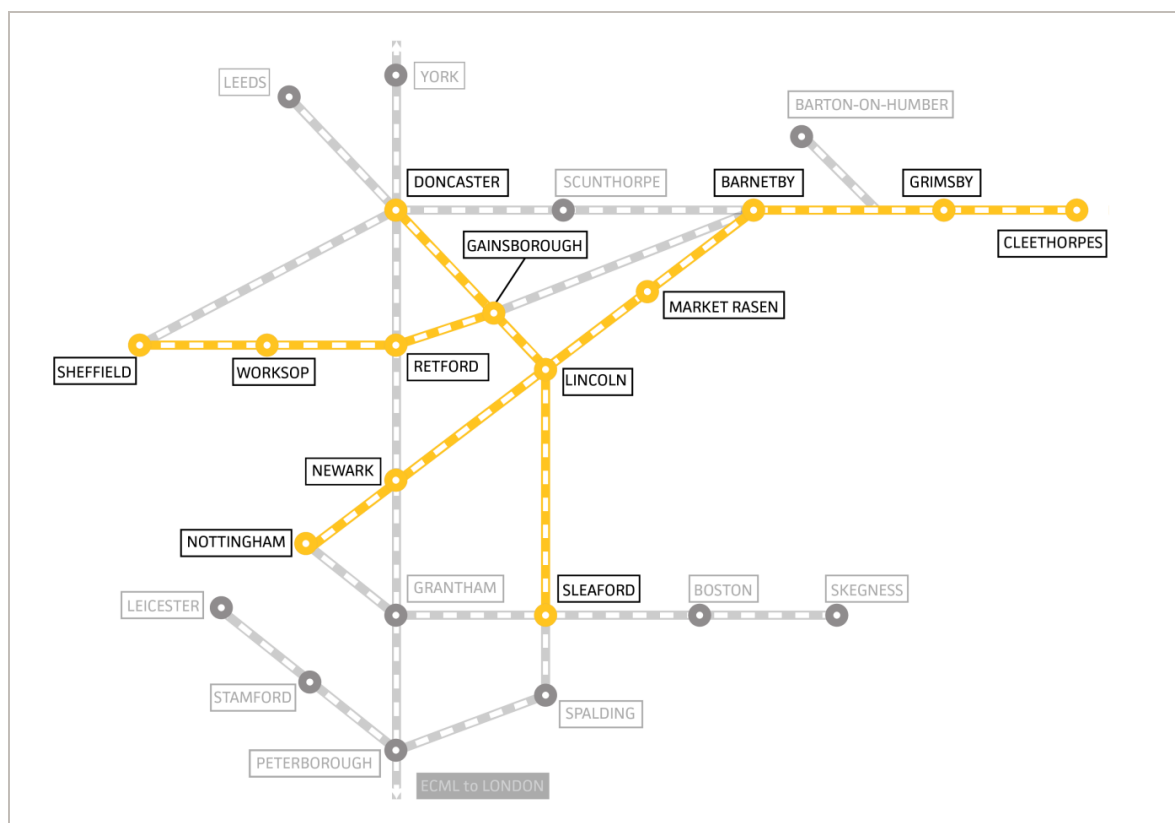 YORK
LEEDS
BARTON-ON-HUMBER
DONCASTER
SCUNTHORPE
BARNETBY
GRIMSBY
GAINSBOROUGH
CLEETHORPES
MARKET RASEN
SHEFFIELD
WORKSOP
RETFORD
LINCOLN
NEWARK
NOTTINGHAM
GRANTHAM
SLEAFORD
BOSTON
SKEGNESS
LEICESTER
STAMFORD
SPALDING
PETERBOROUGH
ECML to LONDON